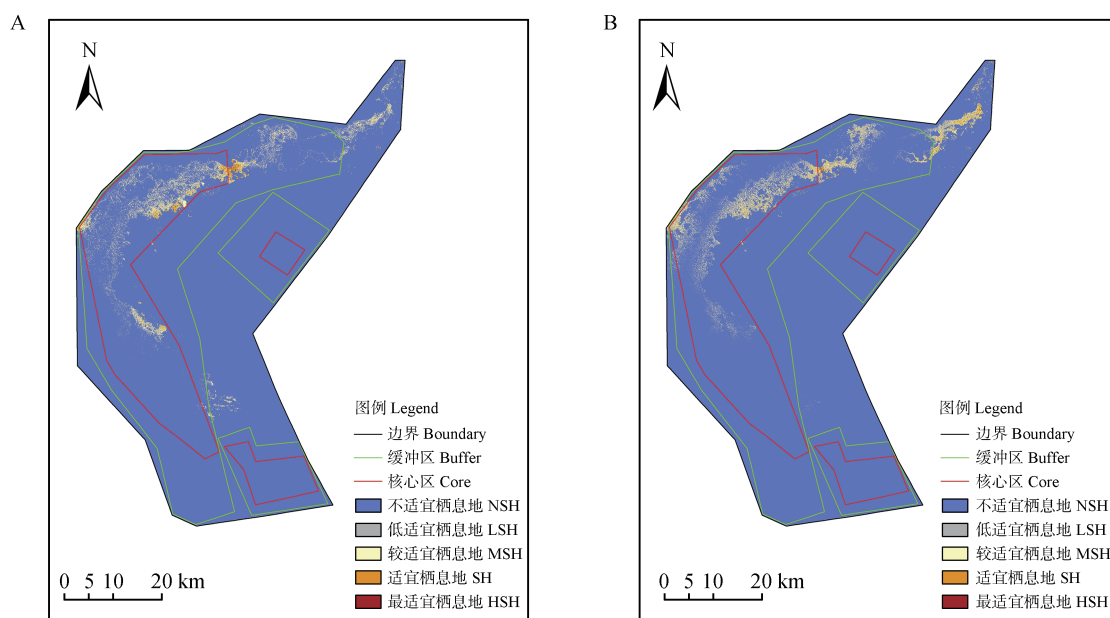 A
N
图例 Legend
边界 Boundary
缓冲区 Buffer
核心区 Core
不适宜栖息地 NSH
低适宜栖息地 LSH
较适宜栖息地 MSH
适宜栖息地 SH
最适宜栖息地 HSH
0 5 10 20 km
B
N
图例 Legend
边界 Boundary
缓冲区 Buffer
核心区 Core
不适宜栖息地 NSH
低适宜栖息地 LSH
较适宜栖息地 MSH
适宜栖息地 SH
最适宜栖息地 HSH
0 5 10 20 km